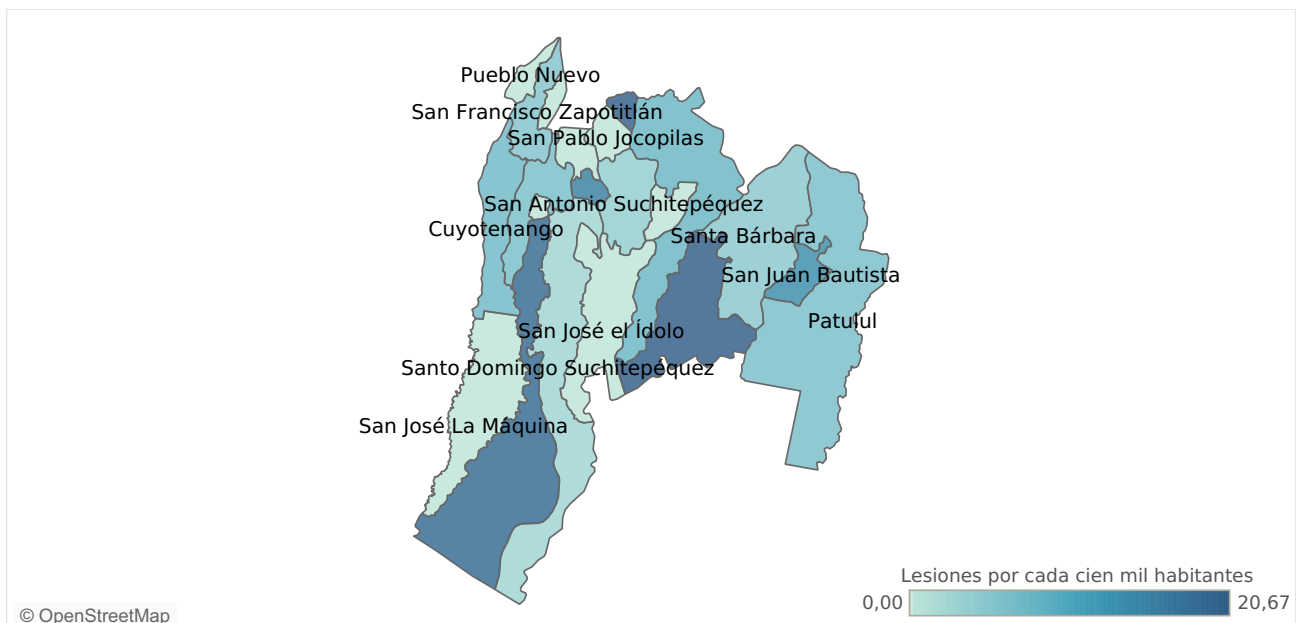 Pueblo Nuevo
San Francisco Zapotitlán
San Pablo Jocopilas
San Antonio Suchitepéquez
Cuyotenango
Santa Bárbara
San Juan Bautista
Patulul
San José el Ídolo
Santo Domingo Suchitepéquez
San José La Máquina
Lesiones por cada cien mil habitantes
0,00 20,67
© OpenStreetMap